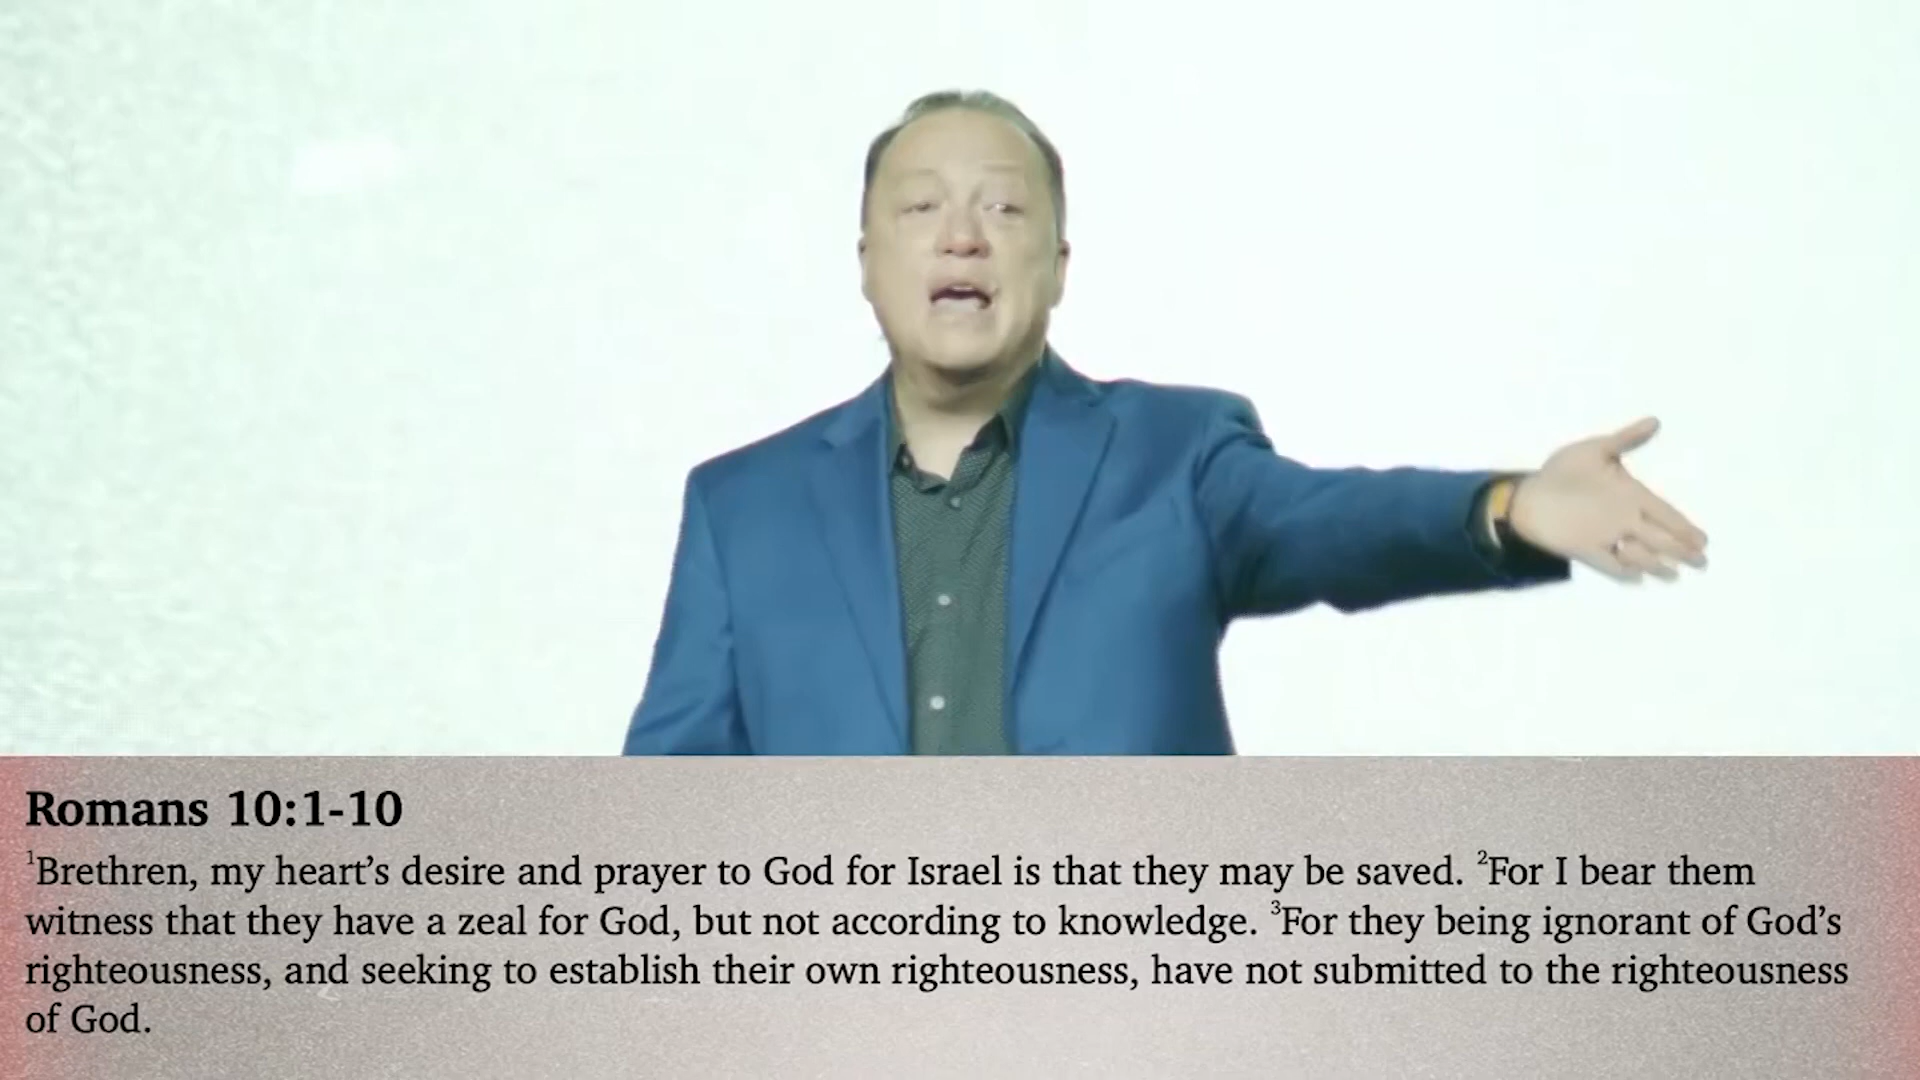 Romans 10:1-10
¹Brethren, my heart’s desire and prayer to God for Israel is that they may be saved. ²For I bear them
witness that they have a zeal for God, but not according to knowledge. ³For they being ignorant of God’s
righteousness, and seeking to establish their own righteousness, have not submitted to the righteousness
of God.